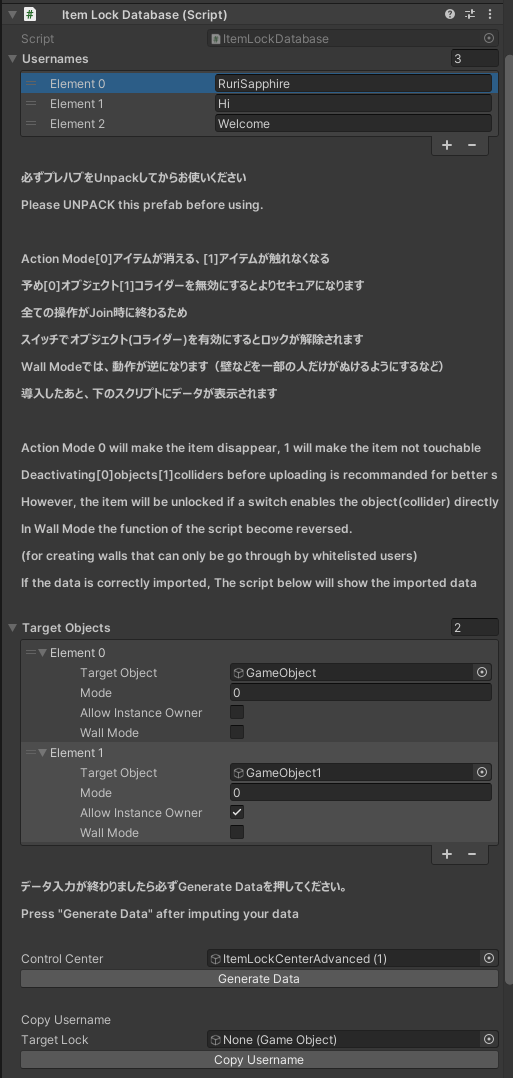 Item Lock Database (Script)
Script ItemLockDatabase
Usernames 3
Element 0 RuriSapphire
Element 1 Hi
Element 2 Welcome
+ −
必ずプレハブをUnpackしてからお使いください
Please UNPACK this prefab before using.
Action Mode[0]アイテムが消える、[1]アイテムが触れなくなる
予め[0]オブジェクト[1]コライダーを無効にするとよりセキュアになります
全ての操作がJoin時に終わるため
スイッチでオブジェクト(コライダー)を有効にするとロックが解除されます
Wall Modeでは、動作が逆になります（壁などを一部の人だけがぬけるようにするなど）
導入したあと、下のスクリプトにデータが表示されます
Action Mode 0 will make the item disappear, 1 will make the item not touchable
Deactivating[0]objects[1]colliders before uploading is recommanded for better s
However, the item will be unlocked if a switch enables the object(collider) directly
In Wall Mode the function of the script become reversed.
(for creating walls that can only be go through by whitelisted users)
If the data is correctly imported, The script below will show the imported data
Target Objects 2
Element 0
Target Object GameObject
Mode 0
Allow Instance Owner
Wall Mode
Element 1
Target Object GameObject1
Mode 0
Allow Instance Owner
Wall Mode
+ −
データ入力が終わりましたら必ずGenerate Dataを押してください。
Press "Generate Data" after imputing your data
Control Center ItemLockCenterAdvanced (1)
Generate Data
Copy Username
Target Lock None (Game Object)
Copy Username